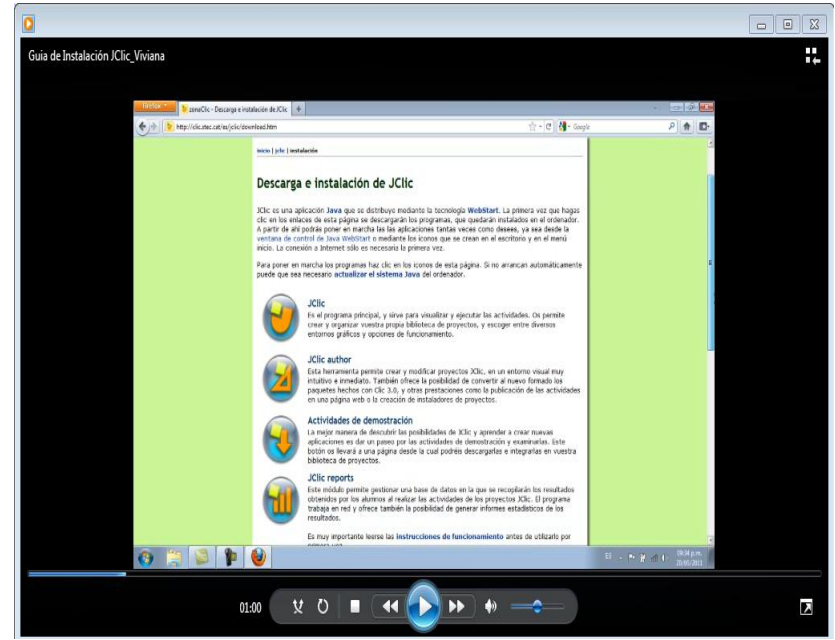 Guia de Instalación JClic_Viviana
Firefox
zonaClic - Descarga e instalación de JClic
http://clic.xtec.cat/es/jclic/download.htm
Google
inicio | jclic | instalación
Descarga e instalación de JClic
JClic es una aplicación Java que se distribuye mediante la tecnología WebStart. La primera vez que hagas
clic en los enlaces de esta página se descargarán los programas, que quedarán instalados en el ordenador.
A partir de ahí podrás poner en marcha las las aplicaciones tantas veces como desees, ya sea desde la
ventana de control de Java WebStart o mediante los iconos que se crean en el escritorio y en el menú
inicio. La conexión a Internet sólo es necesaria la primera vez.
Para poner en marcha los programas haz clic en los iconos de esta página. Si no arrancan automáticamente
puede que sea necesario actualizar el sistema Java del ordenador.
JClic
Es el programa principal, y sirve para visualizar y ejecutar las actividades. Os permite
crear y organizar vuestra propia biblioteca de proyectos, y escoger entre diversos
entornos gráficos y opciones de funcionamiento.
JClic author
Esta herramienta permite crear y modificar proyectos JClic, en un entorno visual muy
intuitivo e inmediato. También ofrece la posibilidad de convertir al nuevo formado los
paquetes hechos con Clic 3.0, y otras prestaciones como la publicación de las actividades
en una página web o la creación de instaladores de proyectos.
Actividades de demostración
La mejor manera de descubrir las posibilidades de JClic y aprender a crear nuevas
aplicaciones es dar un paseo por las actividades de demostración y examinarlas. Este
botón os llevará a una página desde la cual podréis descargarlas e integrarlas en vuestra
biblioteca de proyectos.
JClic reports
Este módulo permite gestionar una base de datos en la que se recopilarán los resultados
obtenidos por los alumnos al realizar las actividades de los proyectos JClic. El programa
trabaja en red y ofrece también la posibilidad de generar informes estadísticos de los
resultados.
Es muy importante leerse las instrucciones de funcionamiento antes de utilizarlo por
ES
p.m.
01:00